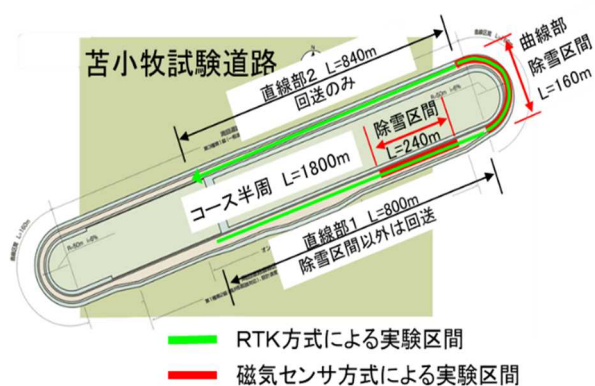 苫小牧試験道路
直線部2 L=840m
回送のみ
曲線部
除雪区間
L=160m
除雪区間
L=240m
コース半周 L=1800m
直線部1 L=800m
除雪区間以外は回送
RTK方式による実験区間
磁気センサ方式による実験区間